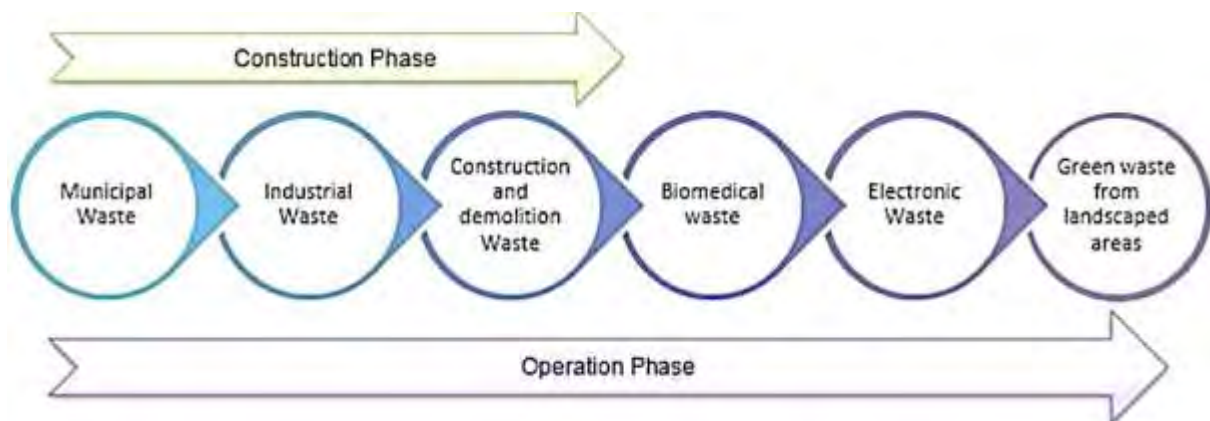 Construction Phase
Municipal
Waste
Industrial
Waste
Construction
and
demolition
Waste
Biomedical
waste
Electronic
Waste
Green waste
from
landscaped
areas
Operation Phase